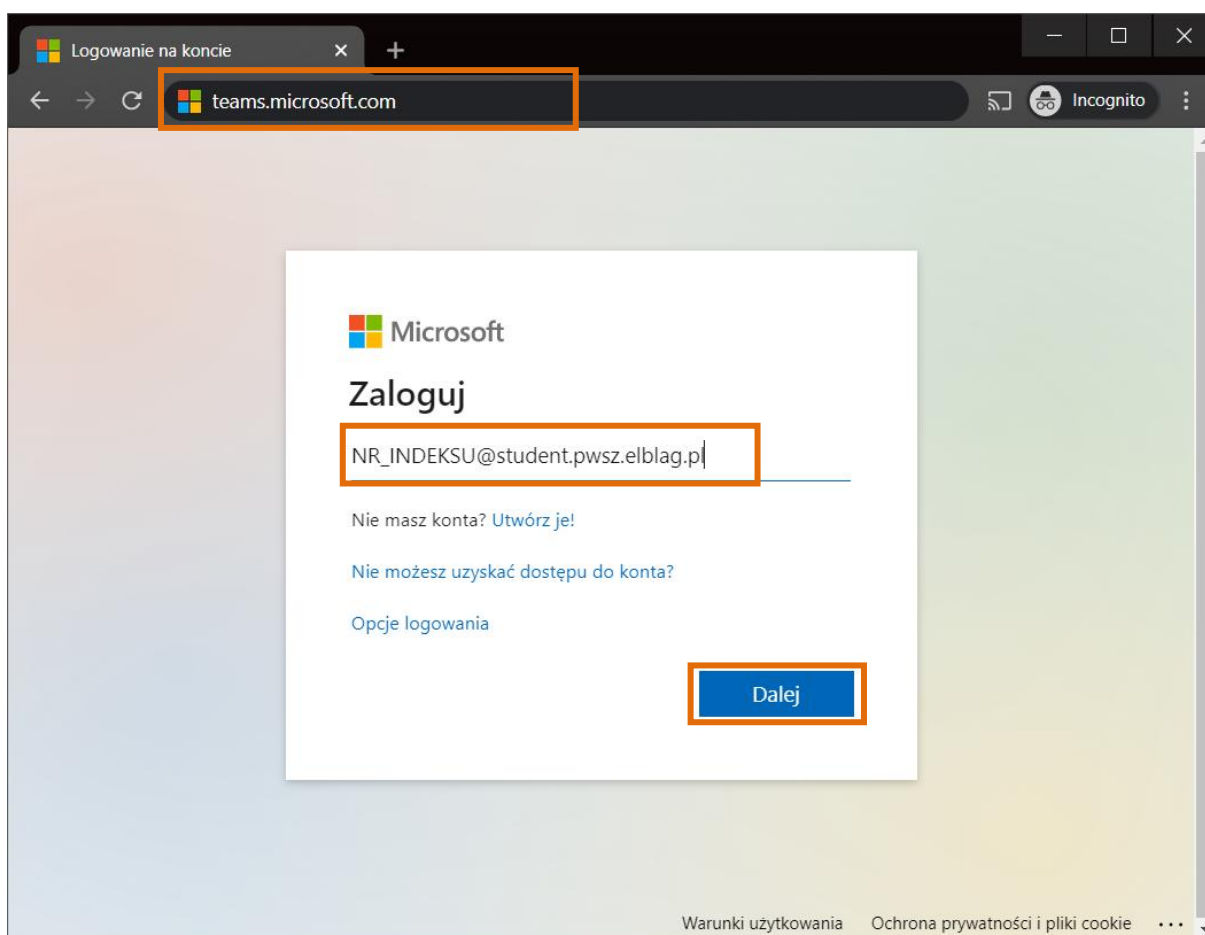 Logowanie na koncie
teams.microsoft.com
Incognito
Microsoft
Zaloguj
NR_INDEKSU@student.pwsz.elblag.pl
Nie masz konta? Utwórz je!
Nie możesz uzyskać dostępu do konta?
Opcje logowania
Dalej
Warunki użytkowania Ochrona prywatności i pliki cookie